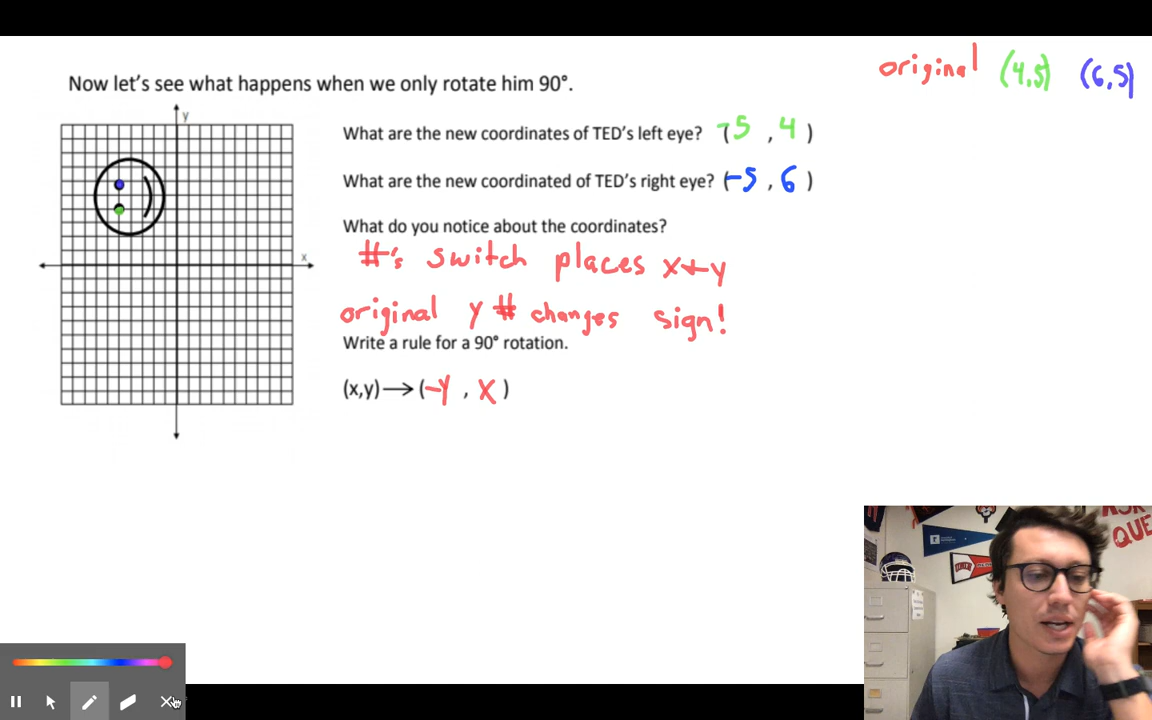 original (4,5) (6,5)
Now let's see what happens when we only rotate him 90°.
y
What are the new coordinates of TED's left eye? (-5 , 4 )
What are the new coordinated of TED's right eye? (-5 , 6 )
What do you notice about the coordinates?
x
#'s switch places x+y
original y # changes sign!
Write a rule for a 90° rotation.
(x,y)→(-y , x )
ASK
QUE